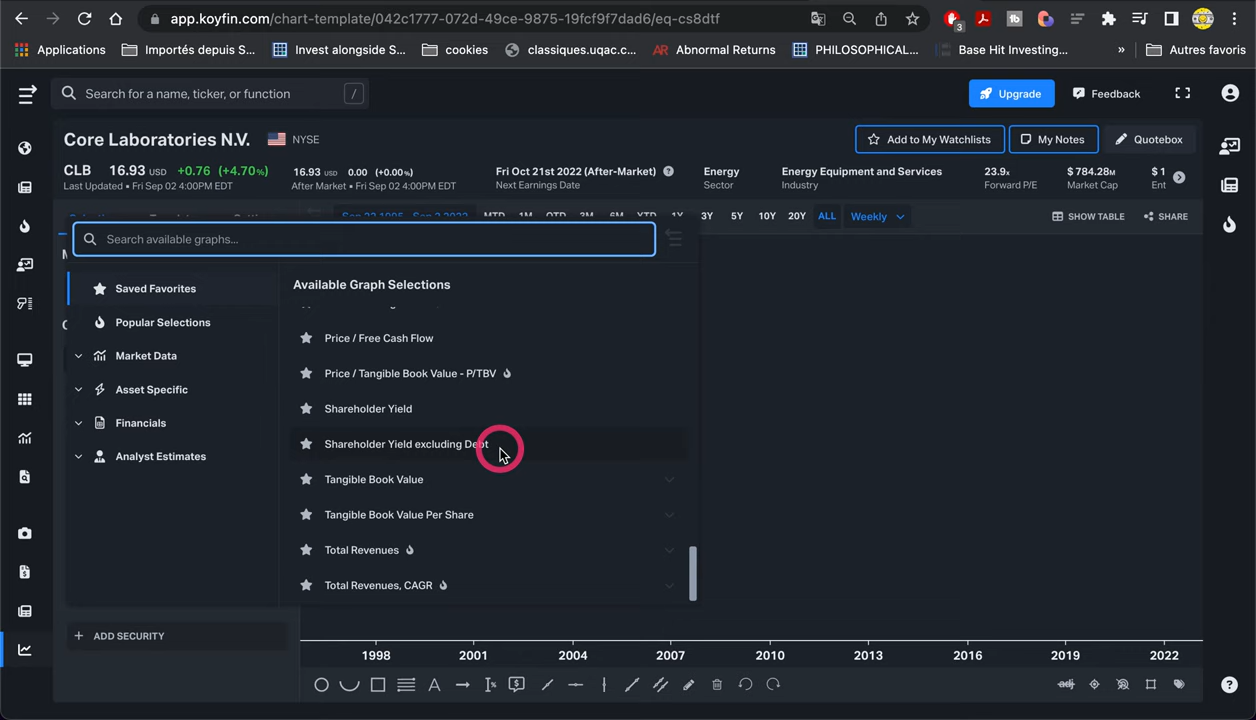 app.koyfin.com/chart-template/042c1777-072d-49ce-9875-19fcf9f7dad6/eq-cs8dtf
3
Applications
Importés depuis S...
Invest alongside S...
cookies
classiques.uqac.c...
AR Abnormal Returns
PHILOSOPHICAL...
Base Hit Investing...
»
Autres favoris
Search for a name, ticker, or function /
Upgrade
Feedback
Core Laboratories N.V. NYSE
Add to My Watchlists
My Notes
Quotebox
CLB 16.93 USD +0.76 (+4.70%)
Last Updated • Fri Sep 02 4:00PM EDT
16.93 USD 0.00 (+0.00%)
After Market • Fri Sep 02 4:00PM EDT
Fri Oct 21st 2022 (After-Market) ?
Next Earnings Date
Energy
Sector
Energy Equipment and Services
Industry
23.9x
Forward P/E
$ 784.28M
Market Cap
$ 1
Ent
3Y 5Y 10Y 20Y ALL Weekly
SHOW TABLE
SHARE
Search available graphs...
Saved Favorites
Popular Selections
Market Data
Asset Specific
Financials
Analyst Estimates
Available Graph Selections
Price / Free Cash Flow
Price / Tangible Book Value - P/TBV
Shareholder Yield
Shareholder Yield excluding Debt
Tangible Book Value
Tangible Book Value Per Share
Total Revenues
Total Revenues, CAGR
+ ADD SECURITY
1998 2001 2004 2007 2010 2013 2016 2019 2022
A
adj
?